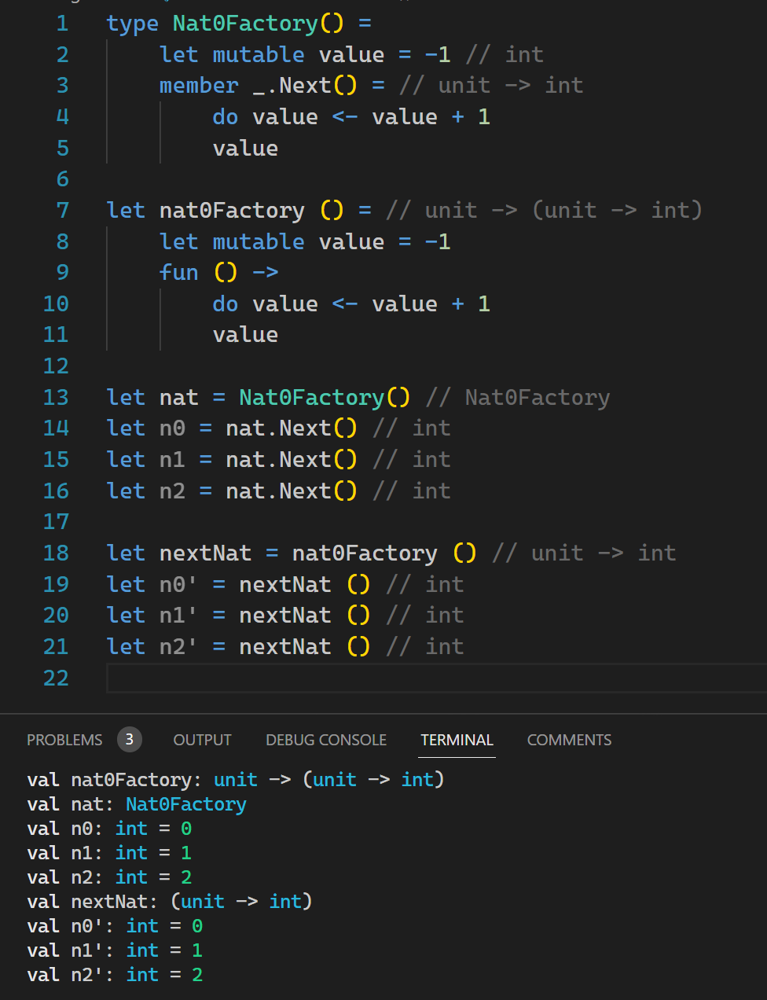 1 type Nat0Factory() =
2     let mutable value = -1 // int
3     member _.Next() = // unit -> int
4         do value <- value + 1
5         value
6
7 let nat0Factory () = // unit -> (unit -> int)
8     let mutable value = -1
9     fun () ->
10         do value <- value + 1
11         value
12
13 let nat = Nat0Factory() // Nat0Factory
14 let n0 = nat.Next() // int
15 let n1 = nat.Next() // int
16 let n2 = nat.Next() // int
17
18 let nextNat = nat0Factory () // unit -> int
19 let n0' = nextNat () // int
20 let n1' = nextNat () // int
21 let n2' = nextNat () // int
22
PROBLEMS 3 OUTPUT DEBUG CONSOLE TERMINAL COMMENTS
val nat0Factory: unit -> (unit -> int)
val nat: Nat0Factory
val n0: int = 0
val n1: int = 1
val n2: int = 2
val nextNat: (unit -> int)
val n0': int = 0
val n1': int = 1
val n2': int = 2